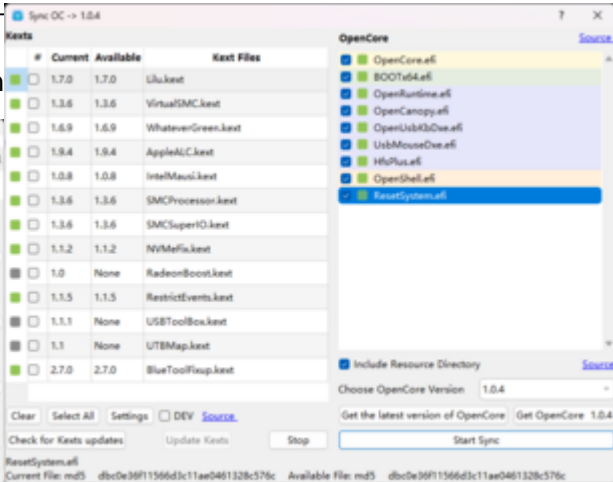 Sync OC -> 1.0.4
? X
Kexts
# Current Available Kext Files
1.7.0 1.7.0 Lilu.kext
1.3.6 1.3.6 VirtualSMC.kext
1.6.9 1.6.9 WhateverGreen.kext
1.9.4 1.9.4 AppleALC.kext
1.0.8 1.0.8 IntelMausi.kext
1.3.6 1.3.6 SMCProcessor.kext
1.3.6 1.3.6 SMCSuperIO.kext
1.1.2 1.1.2 NVMeFix.kext
1.0 None RadeonBoost.kext
1.1.5 1.1.5 RestrictEvents.kext
1.1.1 None USBToolBox.kext
1.1 None UTBMap.kext
2.7.0 2.7.0 BlueToolFixup.kext
Clear Select All Settings DEV Source
Check for Kexts updates Update Kexts Stop
OpenCore Source
OpenCore.efi
BOOTx64.efi
OpenRuntime.efi
OpenCanopy.efi
OpenUsbKbDxe.efi
UsbMouseDxe.efi
HfsPlus.efi
OpenShell.efi
ResetSystem.efi
Include Resource Directory Source
Choose OpenCore Version 1.0.4
Get the latest version of OpenCore Get OpenCore 1.0.4
Start Sync
ResetSystem.efi
Current File: md5 dbc0e36f11566d3c11ae0461328c576c Available File: md5 dbc0e36f11566d3c11ae0461328c576c